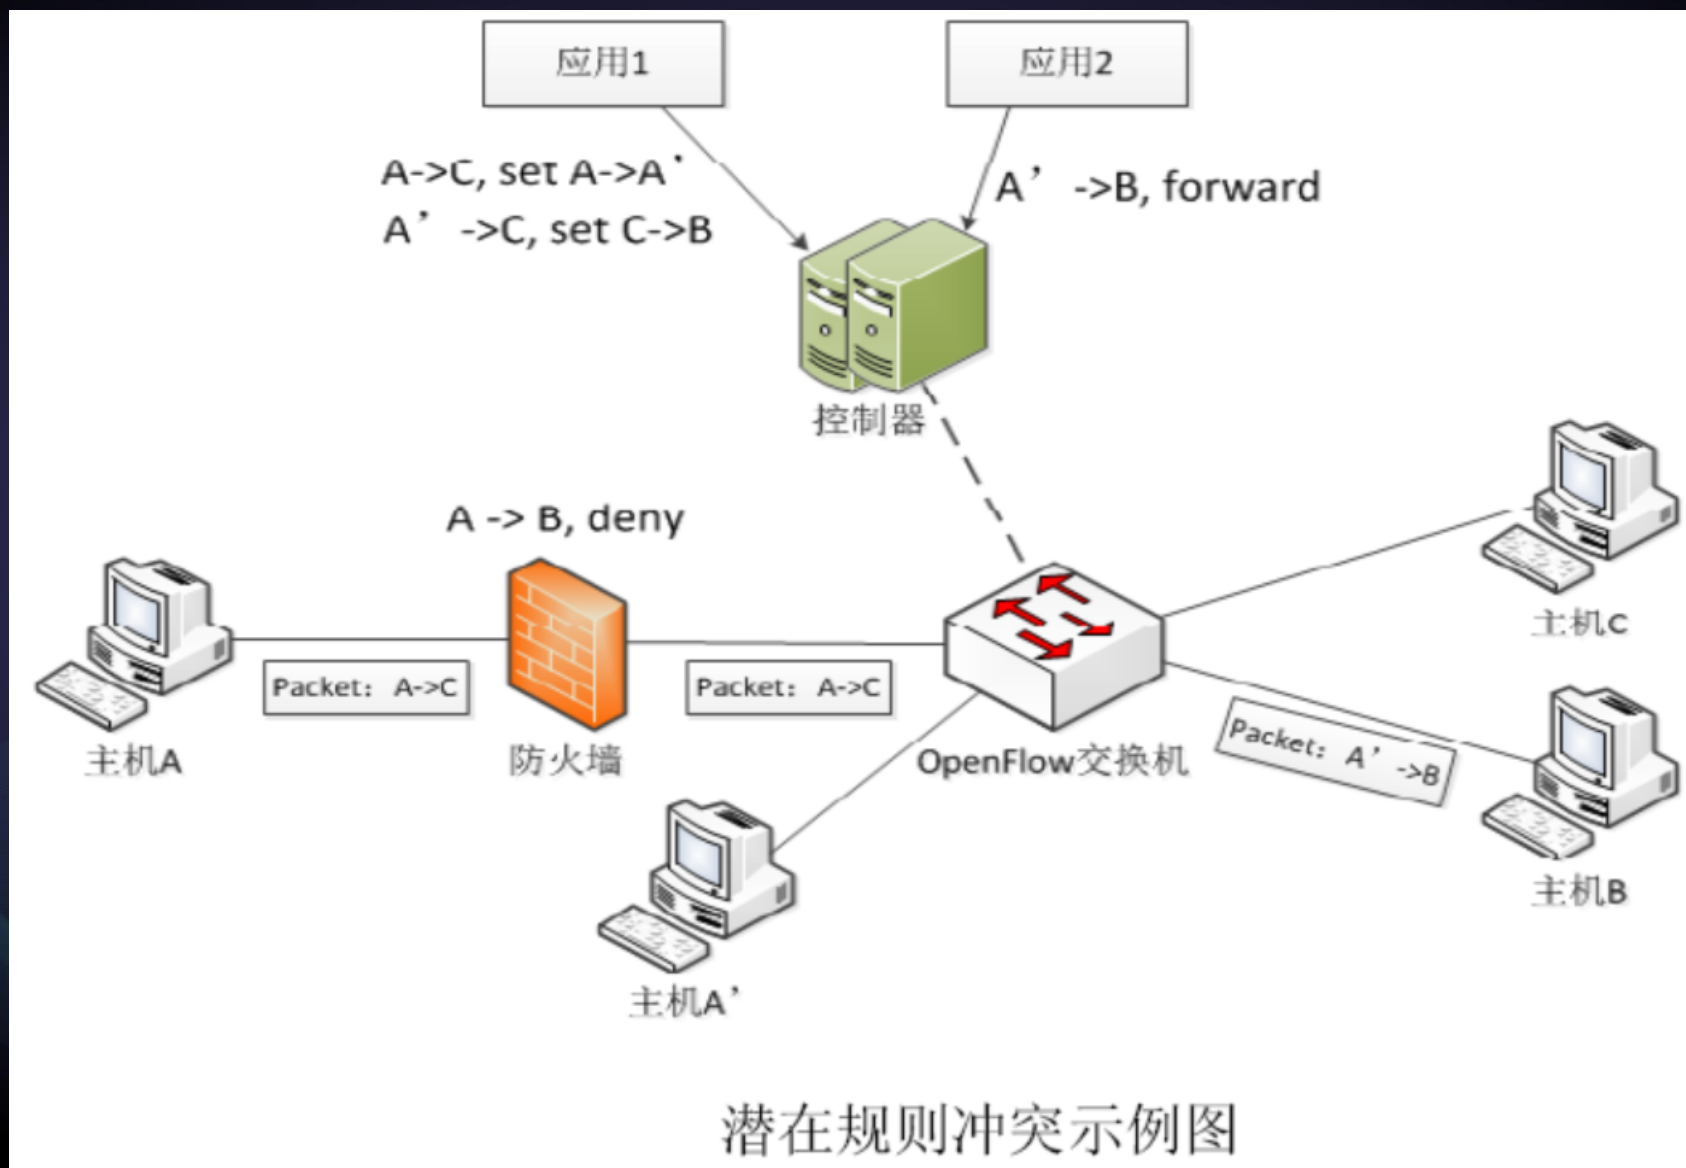 应用1
应用2
A->C, set A->A'
A' ->C, set C->B
A' ->B, forward
控制器
A -> B, deny
Packet: A->C
Packet: A->C
Packet: A' ->B
主机A
防火墙
OpenFlow交换机
主机C
主机B
主机A'
潜在规则冲突示例图